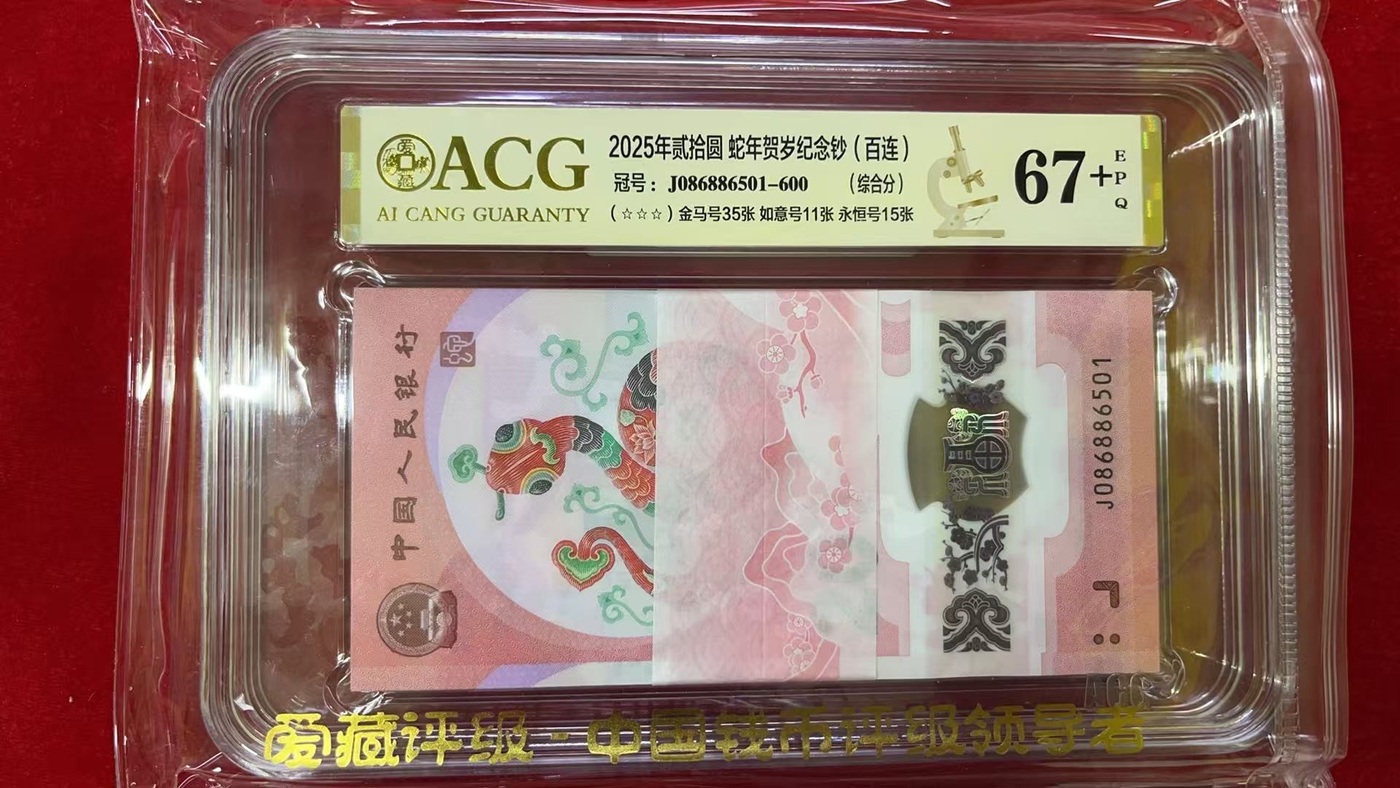 ACG
AI CANG GUARANTY
2025年贰拾圆 蛇年贺岁纪念钞（百连）
冠号：J086886501-600 （综合分）
（☆☆☆）金马号35张 如意号11张 永恒号15张
67+
EPQ
中国人民银行
J086886501
爱藏评级-中国钱币评级领导者